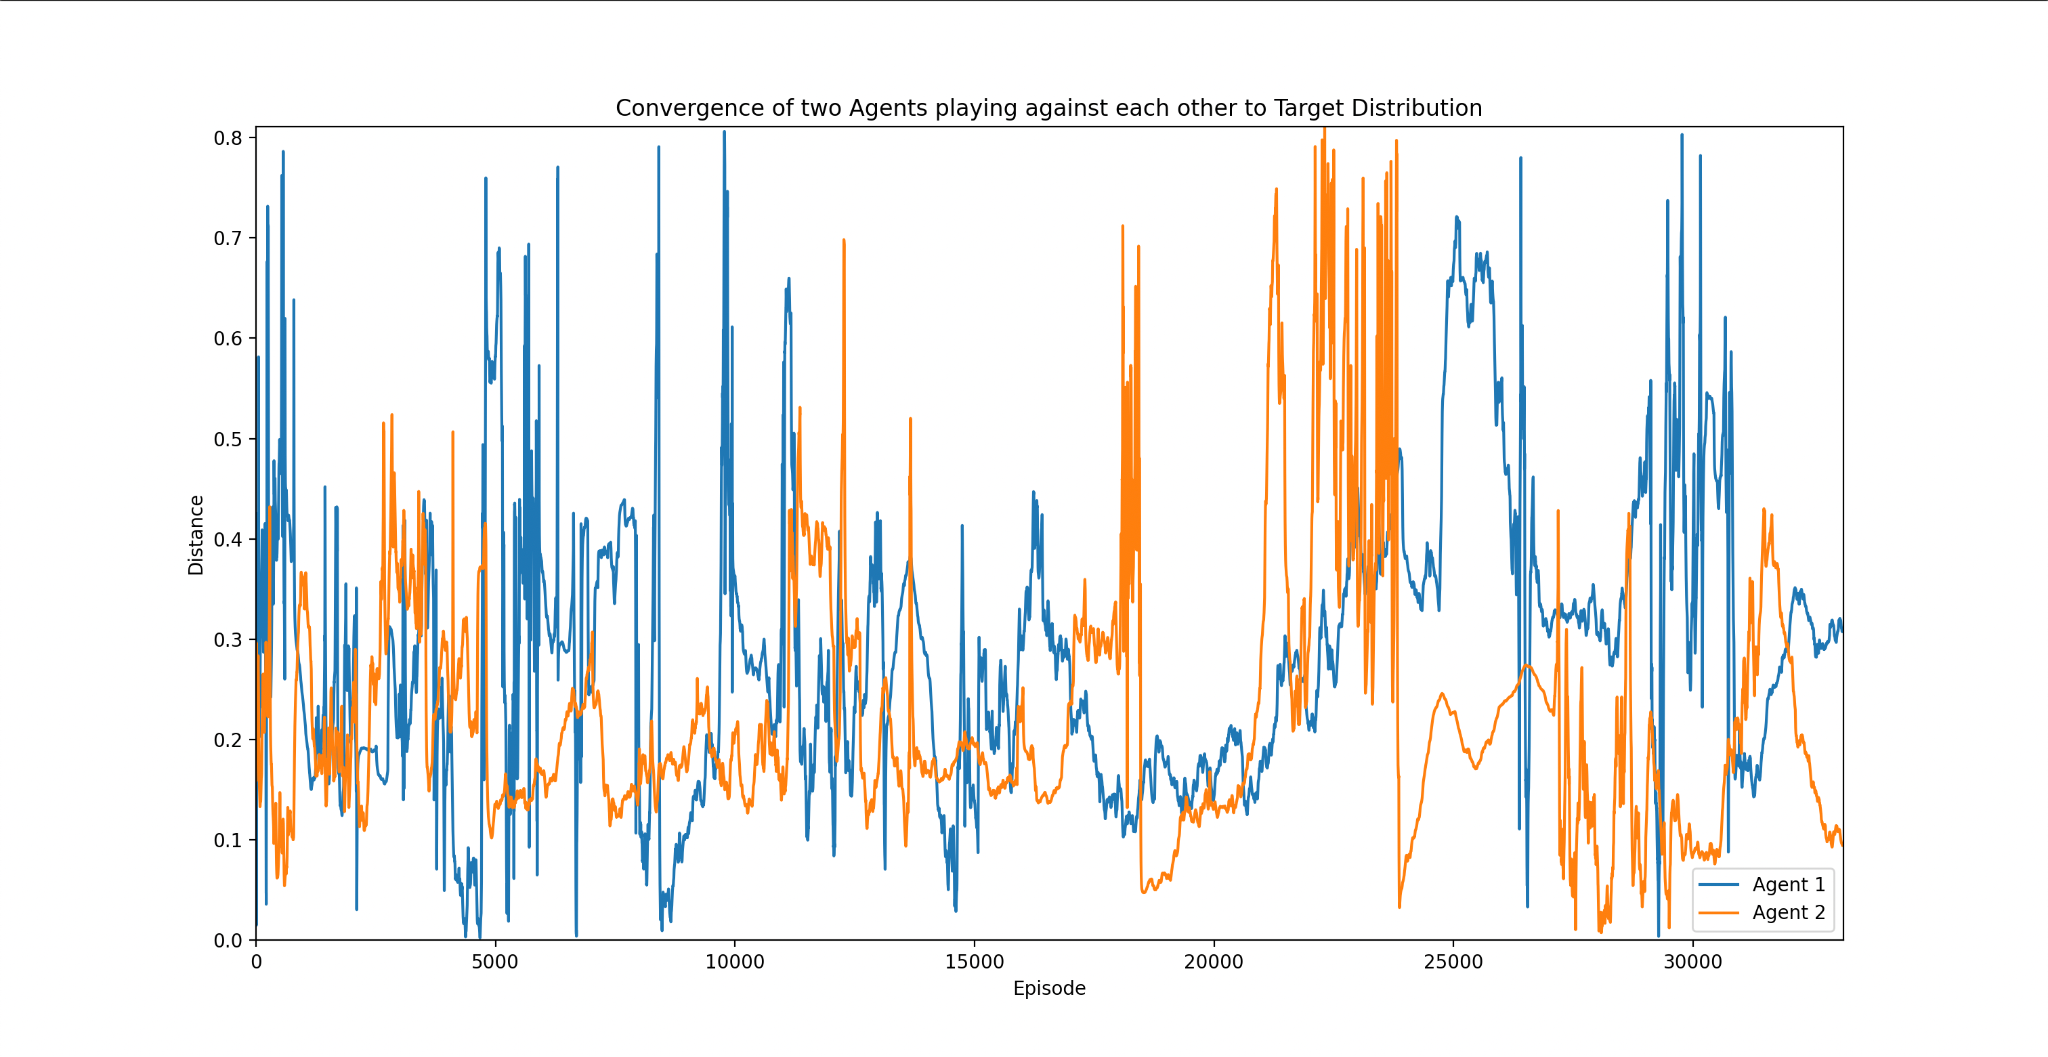 Convergence of two Agents playing against each other to Target Distribution
0.8
0.7
0.6
0.5
0.4
0.3
0.2
0.1
0.0
Distance
0 5000 10000 15000 20000 25000 30000
Episode
Agent 1
Agent 2